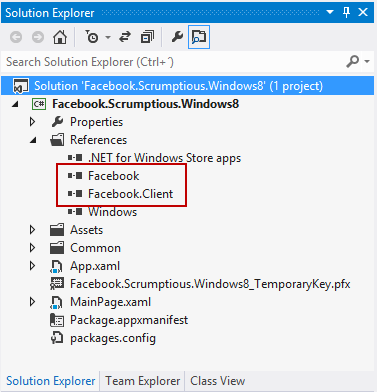 Solution Explorer
Search Solution Explorer (Ctrl+´)
Solution 'Facebook.Scrumptious.Windows8' (1 project)
C# Facebook.Scrumptious.Windows8
Properties
References
.NET for Windows Store apps
Facebook
Facebook.Client
Windows
Assets
Common
App.xaml
Facebook.Scrumptious.Windows8_TemporaryKey.pfx
MainPage.xaml
Package.appxmanifest
packages.config
Solution Explorer Team Explorer Class View